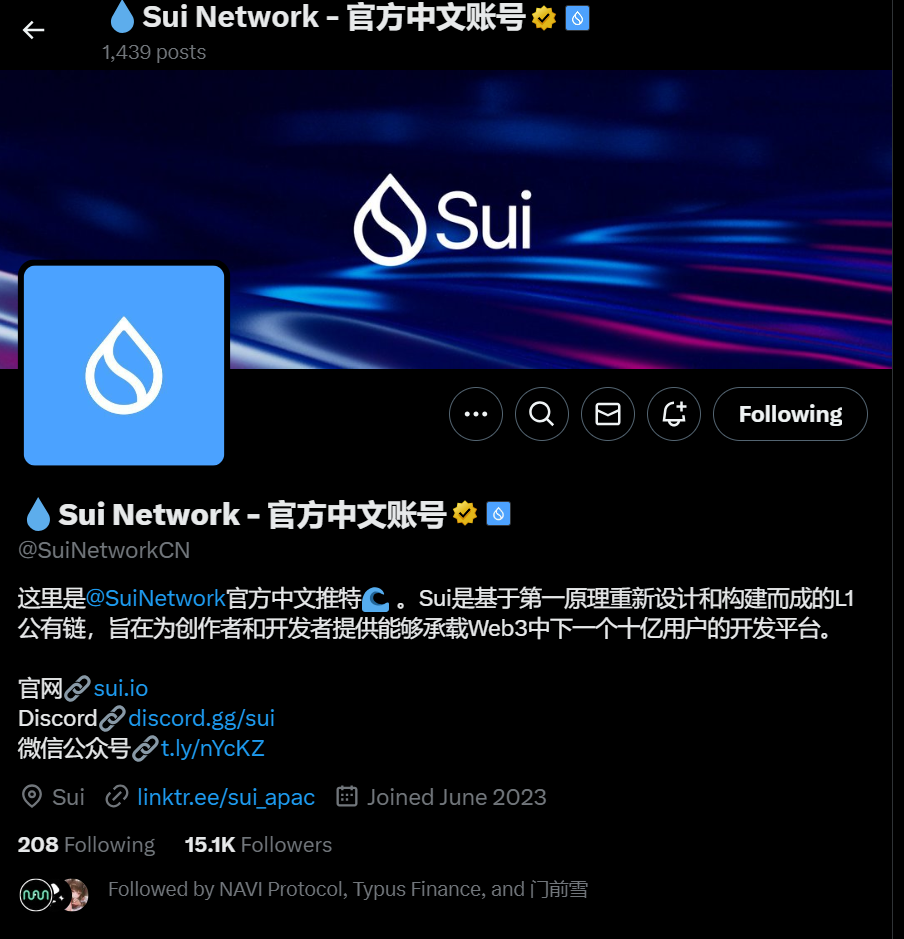 Sui Network – 官方中文账号
1,439 posts
Sui
Following
Sui Network – 官方中文账号
@SuiNetworkCN
这里是@SuiNetwork官方中文推特🌊 。Sui是基于第一原理重新设计和构建而成的L1
公有链，旨在为创作者和开发者提供能够承载Web3中下一个十亿用户的开发平台。
官网🔗sui.io
Discord🔗discord.gg/sui
微信公众号🔗t.ly/nYcKZ
Sui linktr.ee/sui_apac Joined June 2023
208 Following 15.1K Followers
Followed by NAVI Protocol, Typus Finance, and 门前雪